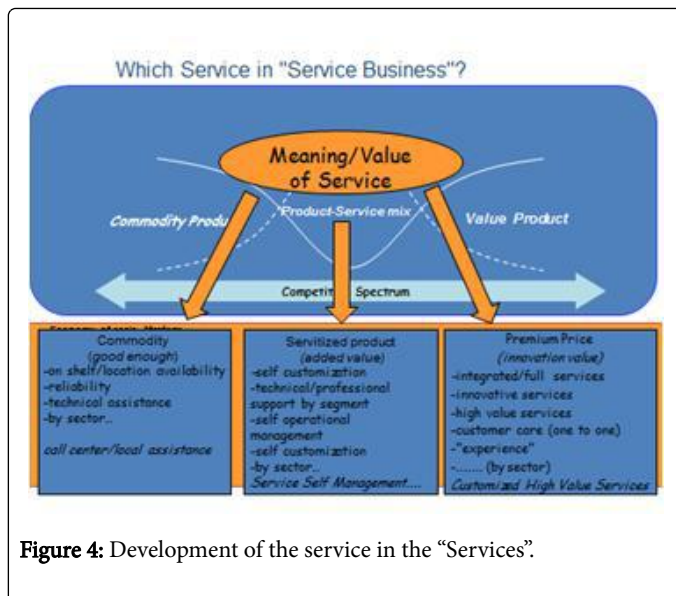 Which Service in "Service Business"?
Meaning/Value
of Service
Commodity Produ
"Product-Service mix
Value Product
Competiti Spectrum
Commodity
(good enough)
-on shelf/location availability
-reliability
-technical assistance
-by sector..
call center/local assistance
Servitized product
(added value)
-self customization
-technical/professional
support by segment
-self operational
management
-self customization
-by sector..
Service Self Management....
Premium Price
(innovation value)
-integrated/full services
-innovative services
-high value services
-customer care (one to one)
-"experience"
-....... (by sector)
Customized High Value Services
Figure 4: Development of the service in the “Services”.